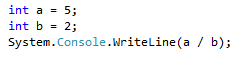 int a = 5;
int b = 2;
System.Console.WriteLine(a / b);